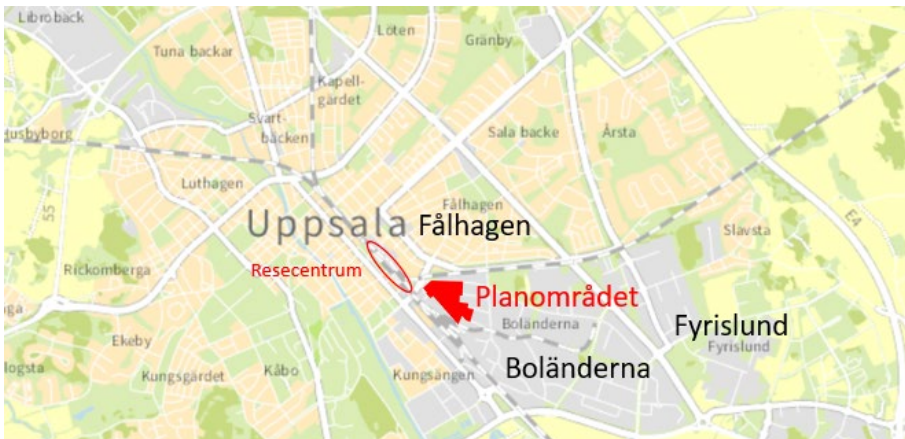 Librobäck
Löten
Gränby
Tuna backar
Kapell-
gärdet
Svart-
bäcken
Husbyborg
Sala backe
Årsta
Luthagen
55
Fålhagen
Uppsala
Fålhagen
E4
Slavsta
Rickomberga
Resecentrum
Planområdet
Boländerna
Fyrislund
Fyrislund
Ekeby
Boländerna
Kungsgärdet
Kåbo
Kungsängen